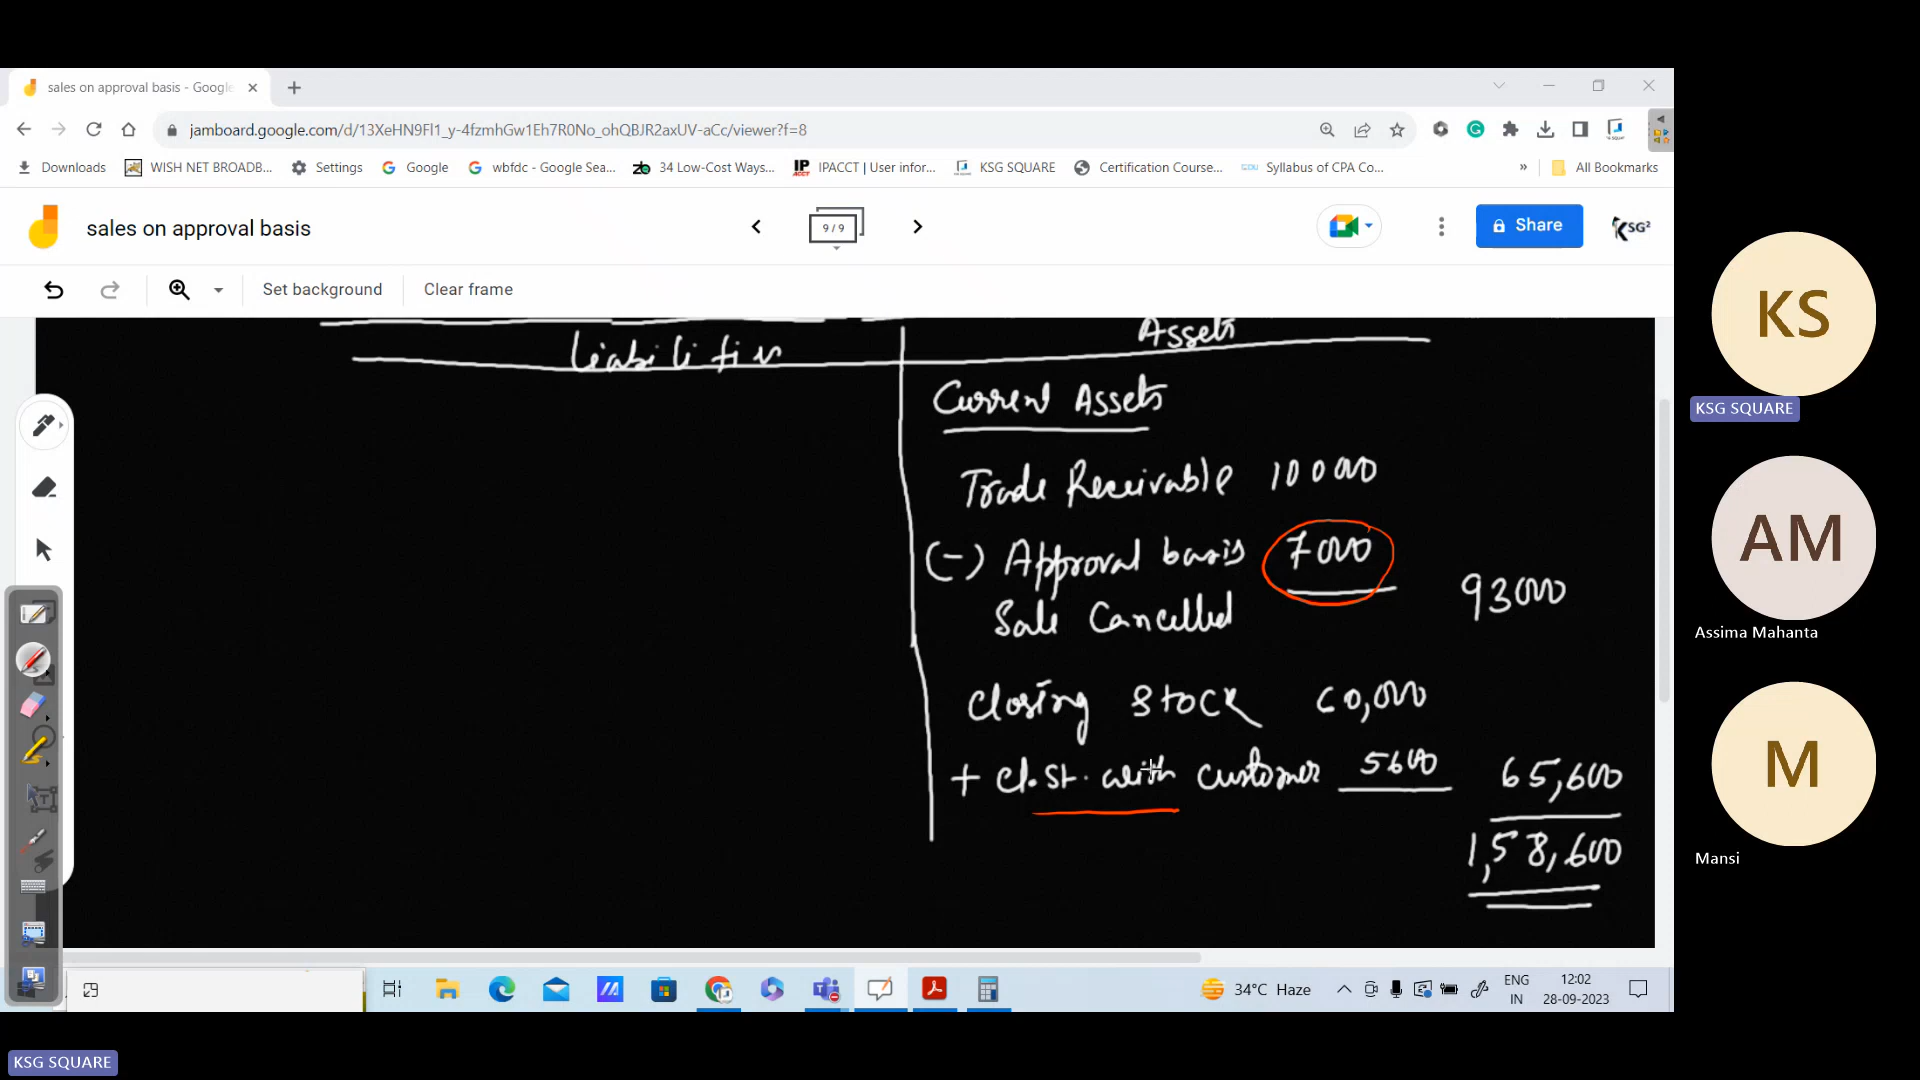 sales on approval basis - Google
jamboard.google.com/d/13XeHN9Fl1_y-4fzmhGw1Eh7R0No_ohQBJR2axUV-aCc/viewer?f=8
Downloads WISH NET BROADB... Settings Google wbfdc - Google Sea... 34 Low-Cost Ways... IPACCT | User infor... KSG SQUARE Certification Course... Syllabus of CPA Co... » All Bookmarks
sales on approval basis 9 / 9 Share KSG²
Set background Clear frame
Liabilities Assets
Current Assets
Trade Receivable 100000
(-) Approval basis 7000
Sale Cancelled 93000
Closing Stock 60,000
+ Cl. St. with customer 5600 65,600
1,58,600
34°C Haze ENG IN 12:02 28-09-2023
KS
KSG SQUARE
AM
Assima Mahanta
M
Mansi
KSG SQUARE